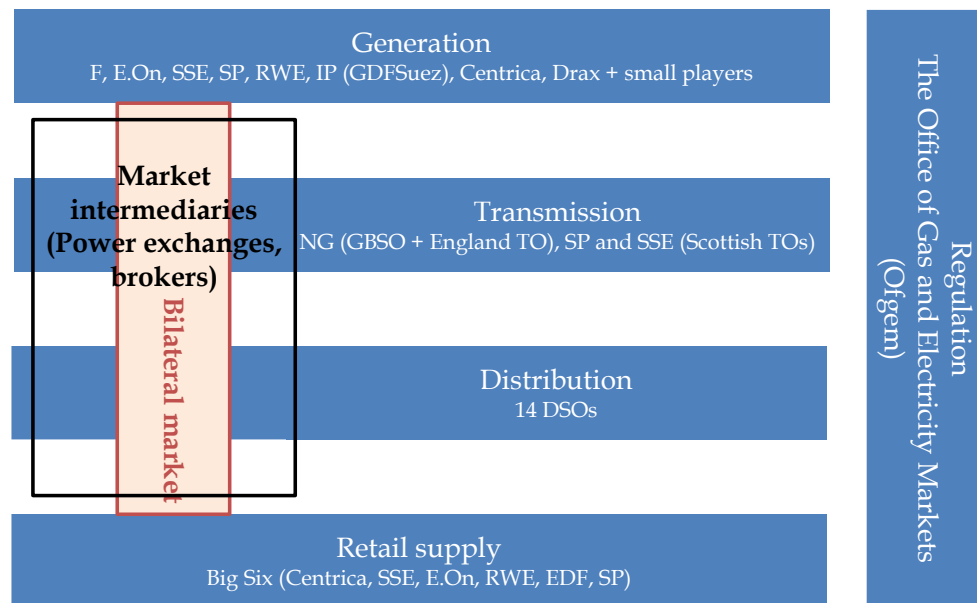 Generation
F, E.On, SSE, SP, RWE, IP (GDFSuez), Centrica, Drax + small players
Market
intermediaries
(Power exchanges,
brokers)
Bilateral market
Transmission
NG (GBSO + England TO), SP and SSE (Scottish TOs)
Distribution
14 DSOs
Retail supply
Big Six (Centrica, SSE, E.On, RWE, EDF, SP)
Regulation
The Office of Gas and Electricity Markets
(Ofgem)